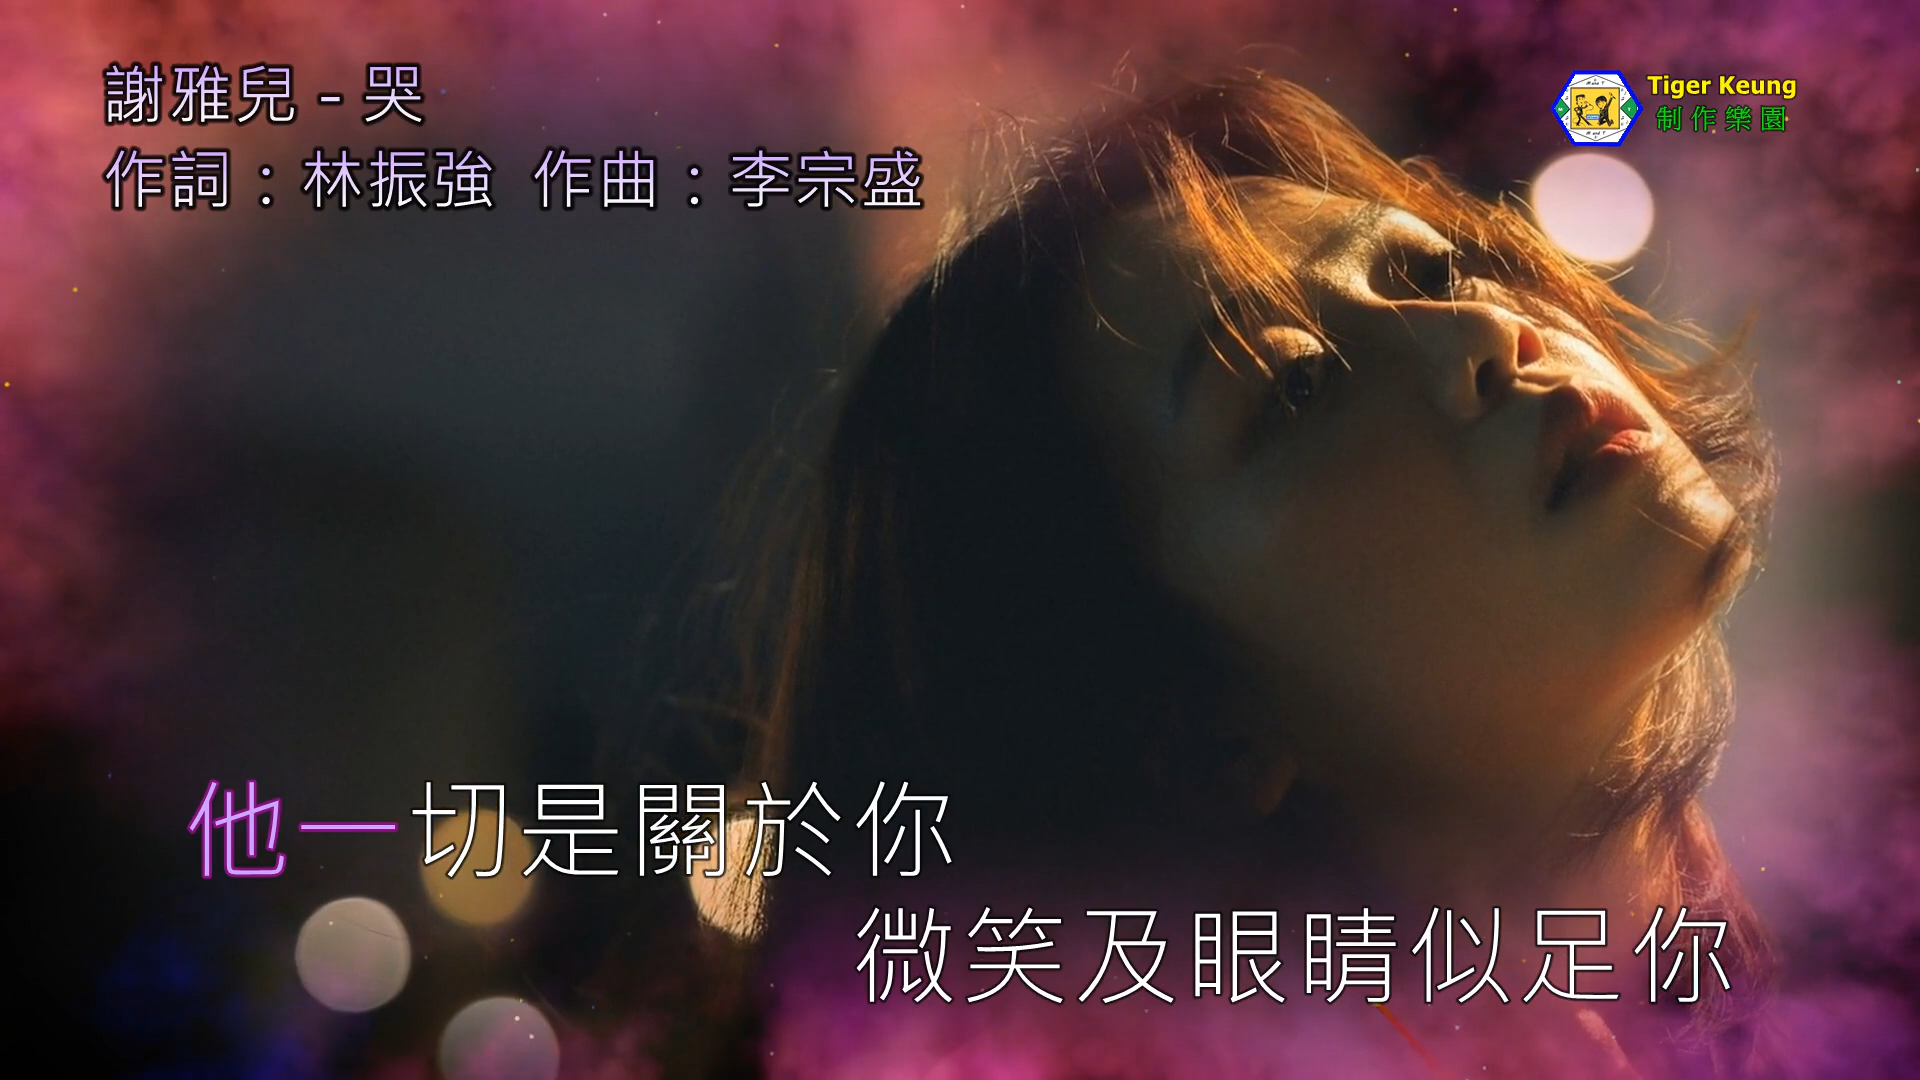 謝雅兒 - 哭
作詞：林振強 作曲：李宗盛
Tiger Keung
制作樂園
他一切是關於你
微笑及眼睛似足你